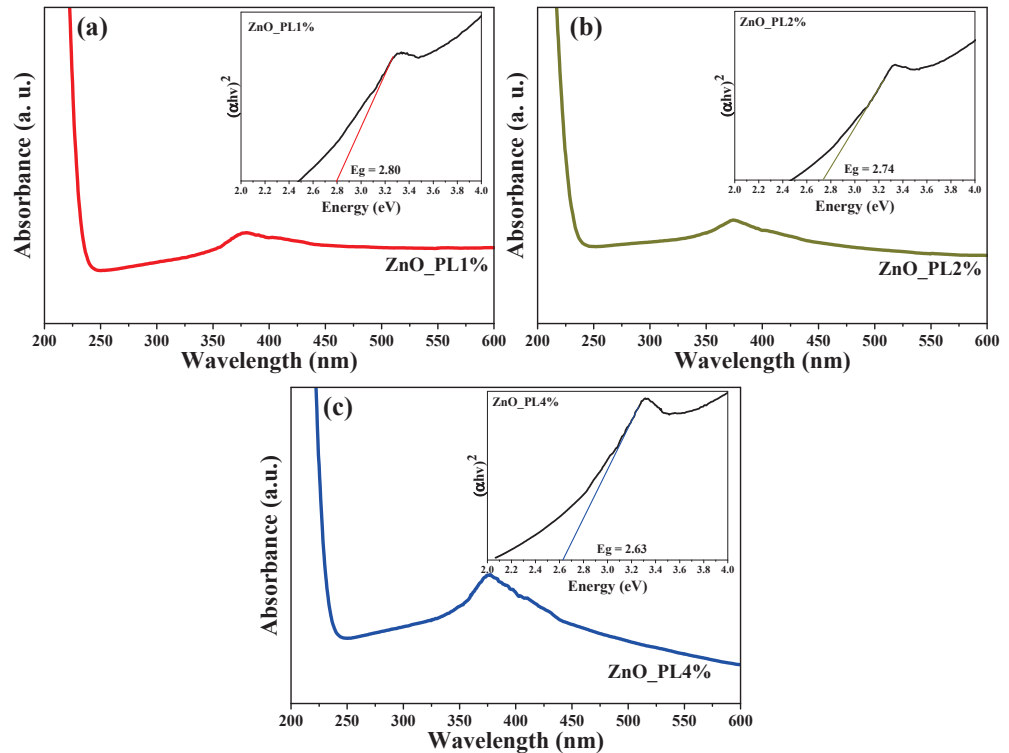 (a)
ZnO_PL1%
(αhν)²
Eg = 2.80
2.0 2.2 2.4 2.6 2.8 3.0 3.2 3.4 3.6 3.8 4.0
Energy (eV)
Absorbance (a. u.)
ZnO_PL1%
200 250 300 350 400 450 500 550 600
Wavelength (nm)
(b)
ZnO_PL2%
(αhν)²
Eg = 2.74
2.0 2.2 2.4 2.6 2.8 3.0 3.2 3.4 3.6 3.8 4.0
Energy (eV)
Absorbance (a. u.)
ZnO_PL2%
200 250 300 350 400 450 500 550 600
Wavelength (nm)
(c)
ZnO_PL4%
(αhν)²
Eg = 2.63
2.0 2.2 2.4 2.6 2.8 3.0 3.2 3.4 3.6 3.8 4.0
Energy (eV)
Absorbance (a.u.)
ZnO_PL4%
200 250 300 350 400 450 500 550 600
Wavelength (nm)